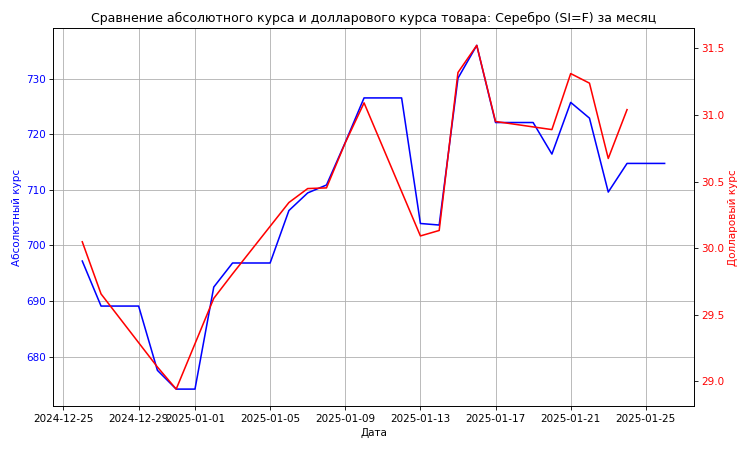 Сравнение абсолютного курса и долларового курса товара: Серебро (SI=F) за месяц
Абсолютный курс
730
720
710
700
690
680
31.5
31.0
30.5
30.0
29.5
29.0
Долларовый курс
2024-12-25 2024-12-29 2025-01-01 2025-01-05 2025-01-09 2025-01-13 2025-01-17 2025-01-21 2025-01-25
Дата